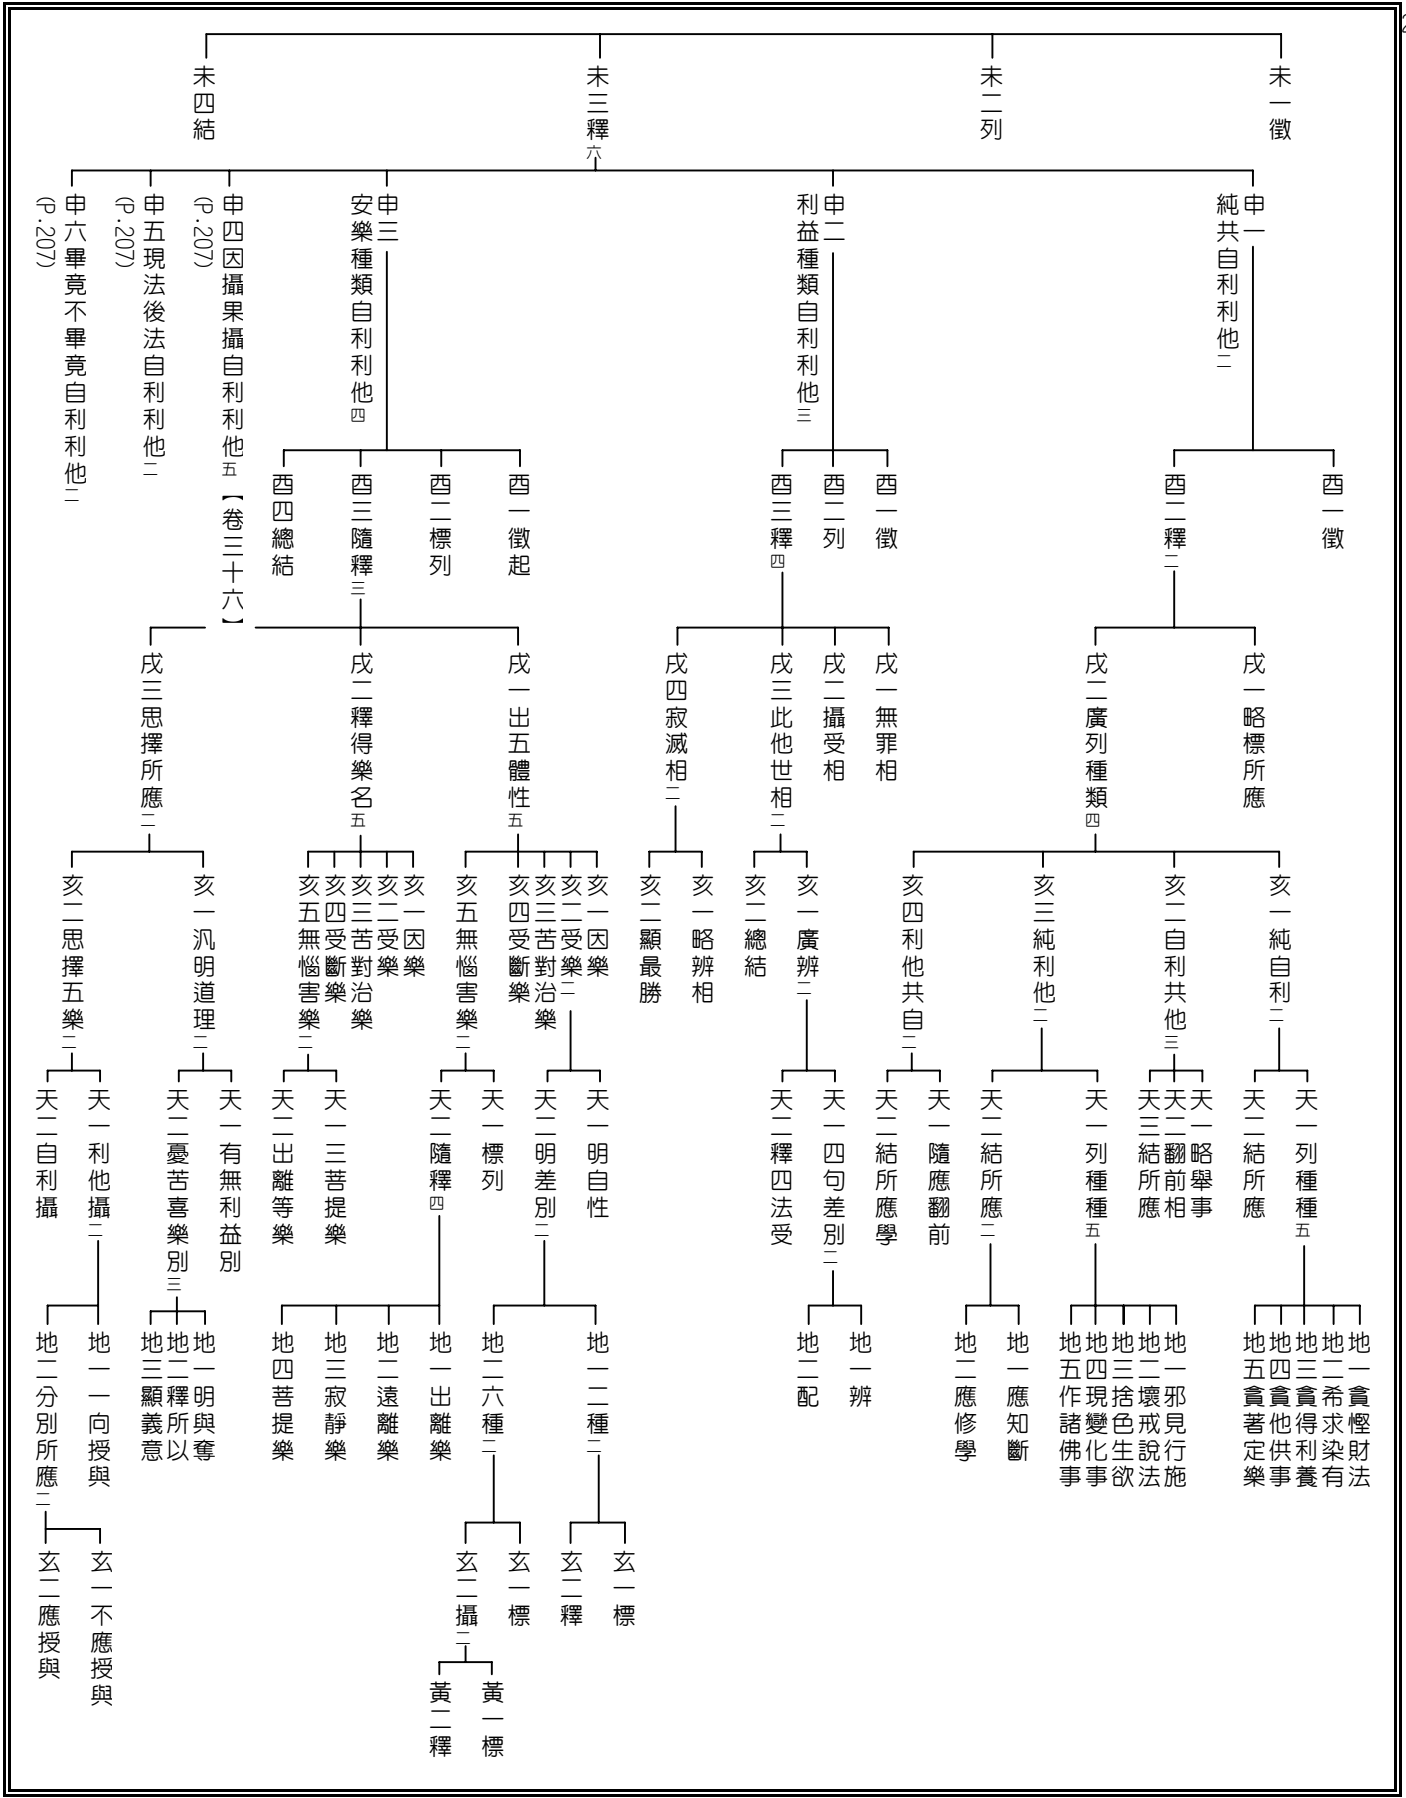 未一徵
未二列
未三釋六
未四結
申一
純共自利利他二
申二
利益種類自利利他三
申三
安樂種類自利利他四
申四因攝果攝自利利他五【卷三十六】
(P.207)
申五現法後法自利利他二
(P.207)
申六畢竟不畢竟自利利他二
(P.207)
酉一徵
酉二釋二
酉一徵
酉二列
酉三釋四
酉一徵起
酉二標列
酉三隨釋三
酉四總結
戌一略標所應
戌二廣列種類四
戌一無罪相
戌二攝受相
戌三此他世相二
戌四寂滅相二
戌一出五體性五
戌二釋得樂名五
戌三思擇所應二
亥一純自利二
亥二自利共他三
亥三純利他二
亥四利他共自二
亥一廣辨二
亥二總結
亥一略辨相
亥二顯最勝
亥一因樂
亥二受樂二
亥三苦對治樂
亥四受斷樂
亥五無惱害樂二
亥一因樂
亥二受樂
亥三苦對治樂
亥四受斷樂
亥五無惱害樂二
亥一汎明道理二
亥二思擇五樂二
天一列種種五
天二結所應
天一略舉事
天二翻前相
天三結所應
天一列種種五
天二結所應二
天一隨應翻前
天二結所應學
天一四句差別二
天二釋四法受
天一明自性
天二明差別二
天一標列
天二隨釋四
天一三菩提樂
天二出離等樂
天一有無利益別
天二憂苦喜樂別三
天一利他攝二
天二自利攝
地一貪慳財法
地二希求染有
地三貪得利養
地四貪他供事
地五貪著定樂
地一邪見行施
地二壞戒說法
地三捨色生欲
地四現變化事
地五作諸佛事
地一應知斷
地二應修學
地一辨
地二配
地一二種二
地二六種二
地一出離樂
地二遠離樂
地三寂靜樂
地四菩提樂
地一明與奪
地二釋所以
地三顯義意
地一一向授與
地二分別所應二
玄一標
玄二釋
玄一標
玄二攝二
玄一不應授與
玄二應授與
黃一標
黃二釋